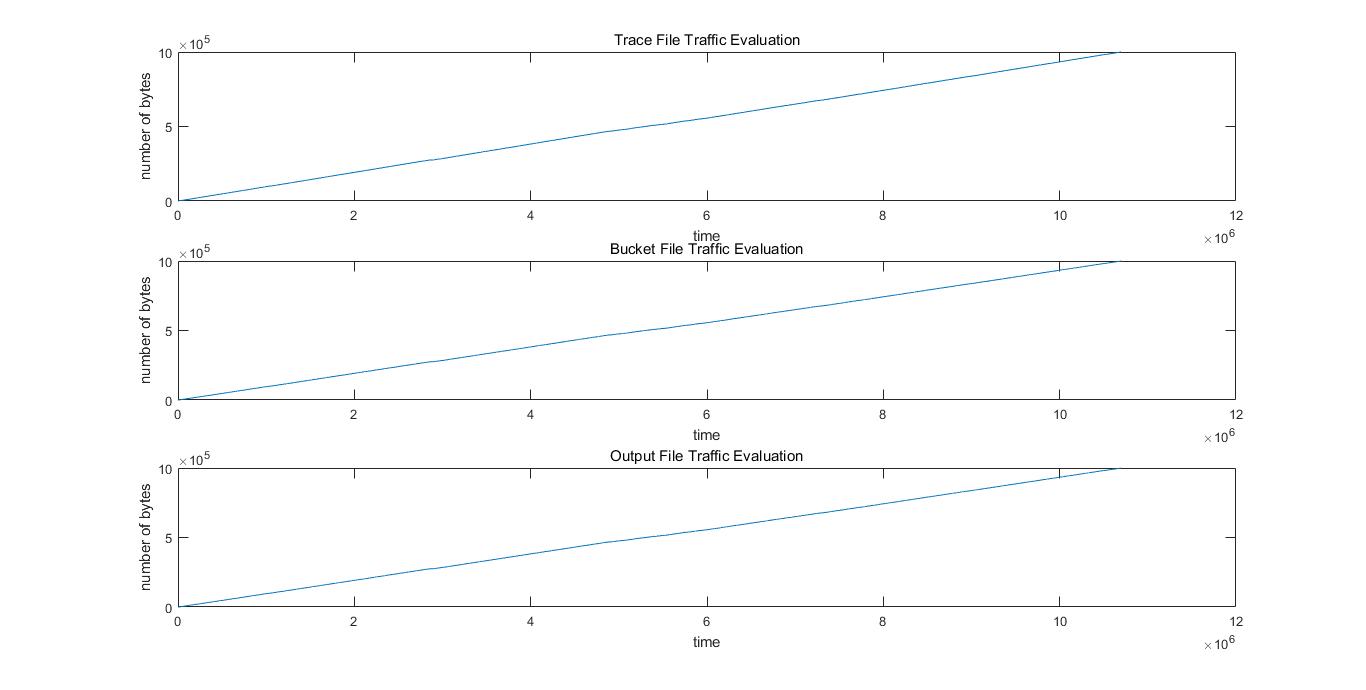 Trace File Traffic Evaluation
×10^5
10
5
0
number of bytes
0 2 4 6 8 10 12
time
×10^6
Bucket File Traffic Evaluation
×10^5
10
5
0
number of bytes
0 2 4 6 8 10 12
time
×10^6
Output File Traffic Evaluation
×10^5
10
5
0
number of bytes
0 2 4 6 8 10 12
time
×10^6